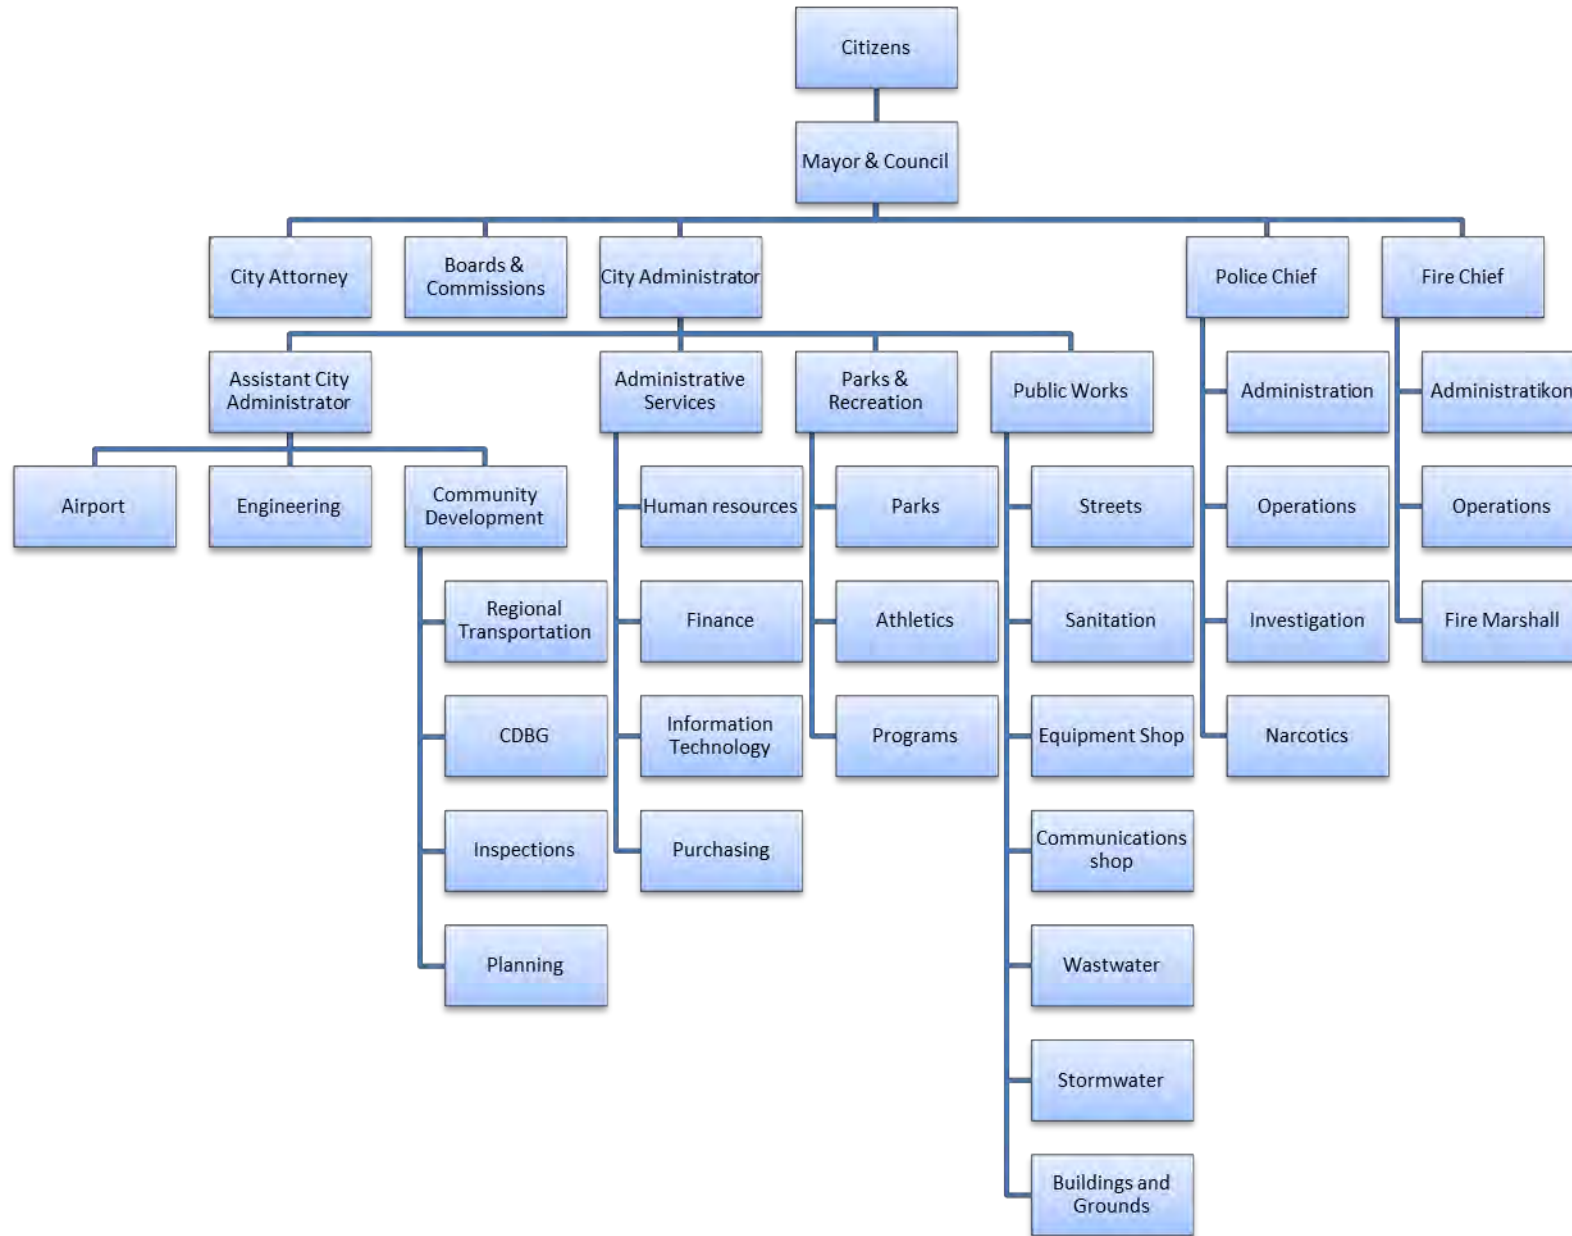 Citizens
Mayor & Council
City Attorney
Boards &
Commissions
City Administrator
Police Chief
Fire Chief
Assistant City
Administrator
Administrative
Services
Parks &
Recreation
Public Works
Administration
Administratikon
Airport
Engineering
Community
Development
Human resources
Parks
Streets
Operations
Operations
Regional
Transportation
Finance
Athletics
Sanitation
Investigation
Fire Marshall
CDBG
Information
Technology
Programs
Equipment Shop
Narcotics
Inspections
Purchasing
Communications
shop
Planning
Wastwater
Stormwater
Buildings and
Grounds